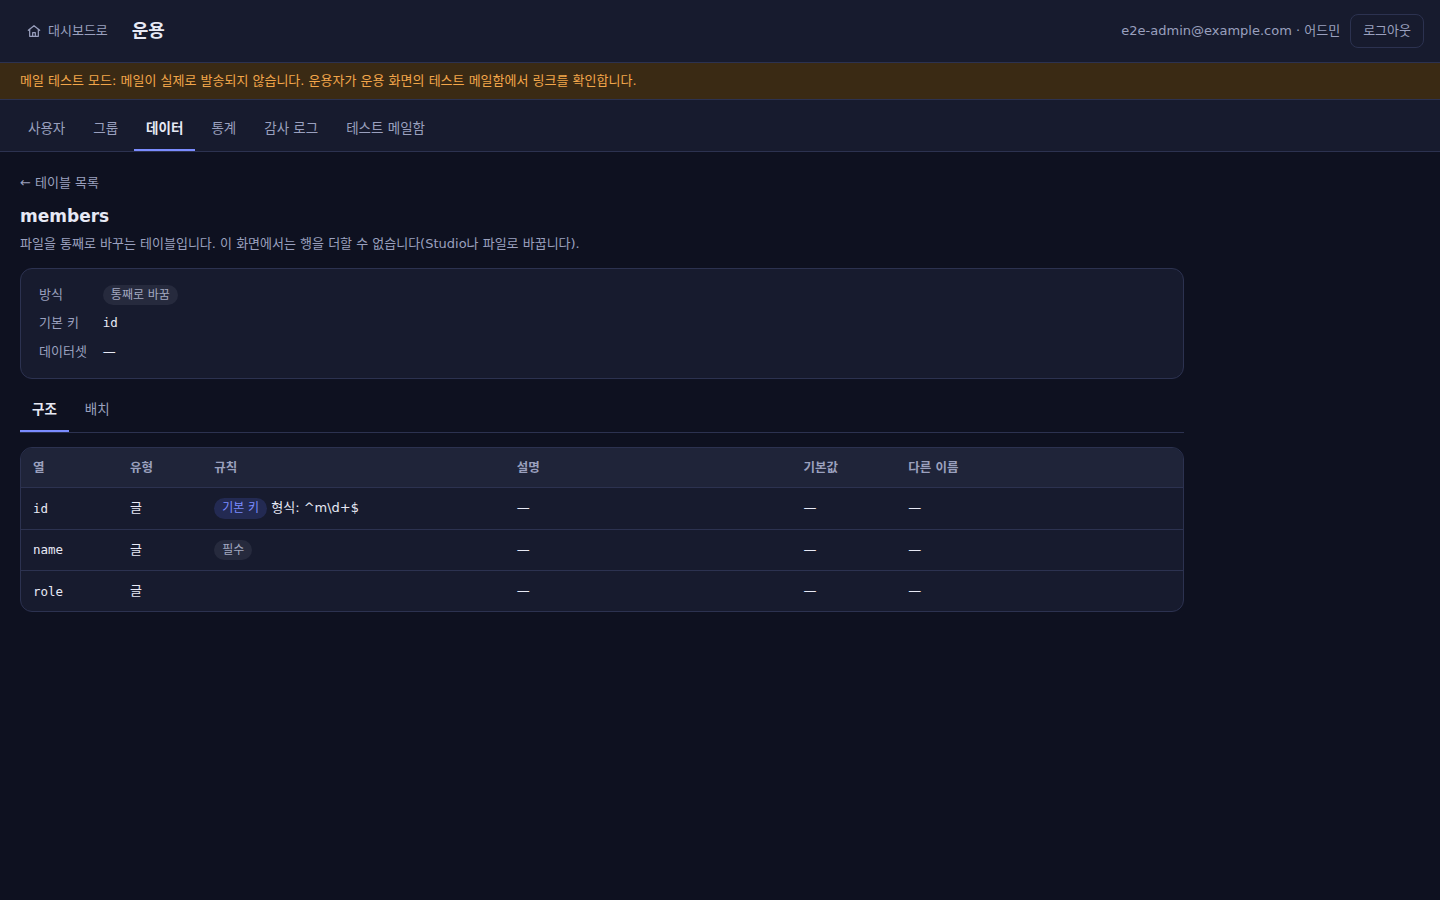 대시보드로 운용 e2e-admin@example.com · 어드민 로그아웃
메일 테스트 모드: 메일이 실제로 발송되지 않습니다. 운용자가 운용 화면의 테스트 메일함에서 링크를 확인합니다.
사용자 그룹 데이터 통계 감사 로그 테스트 메일함
← 테이블 목록
members
파일을 통째로 바꾸는 테이블입니다. 이 화면에서는 행을 더할 수 없습니다(Studio나 파일로 바꿉니다).
방식 통째로 바꿈
기본 키 id
데이터셋 —
구조 배치
열 유형 규칙 설명 기본값 다른 이름
id 글 기본 키 형식: ^m\d+$ — — —
name 글 필수 — — —
role 글 — — —